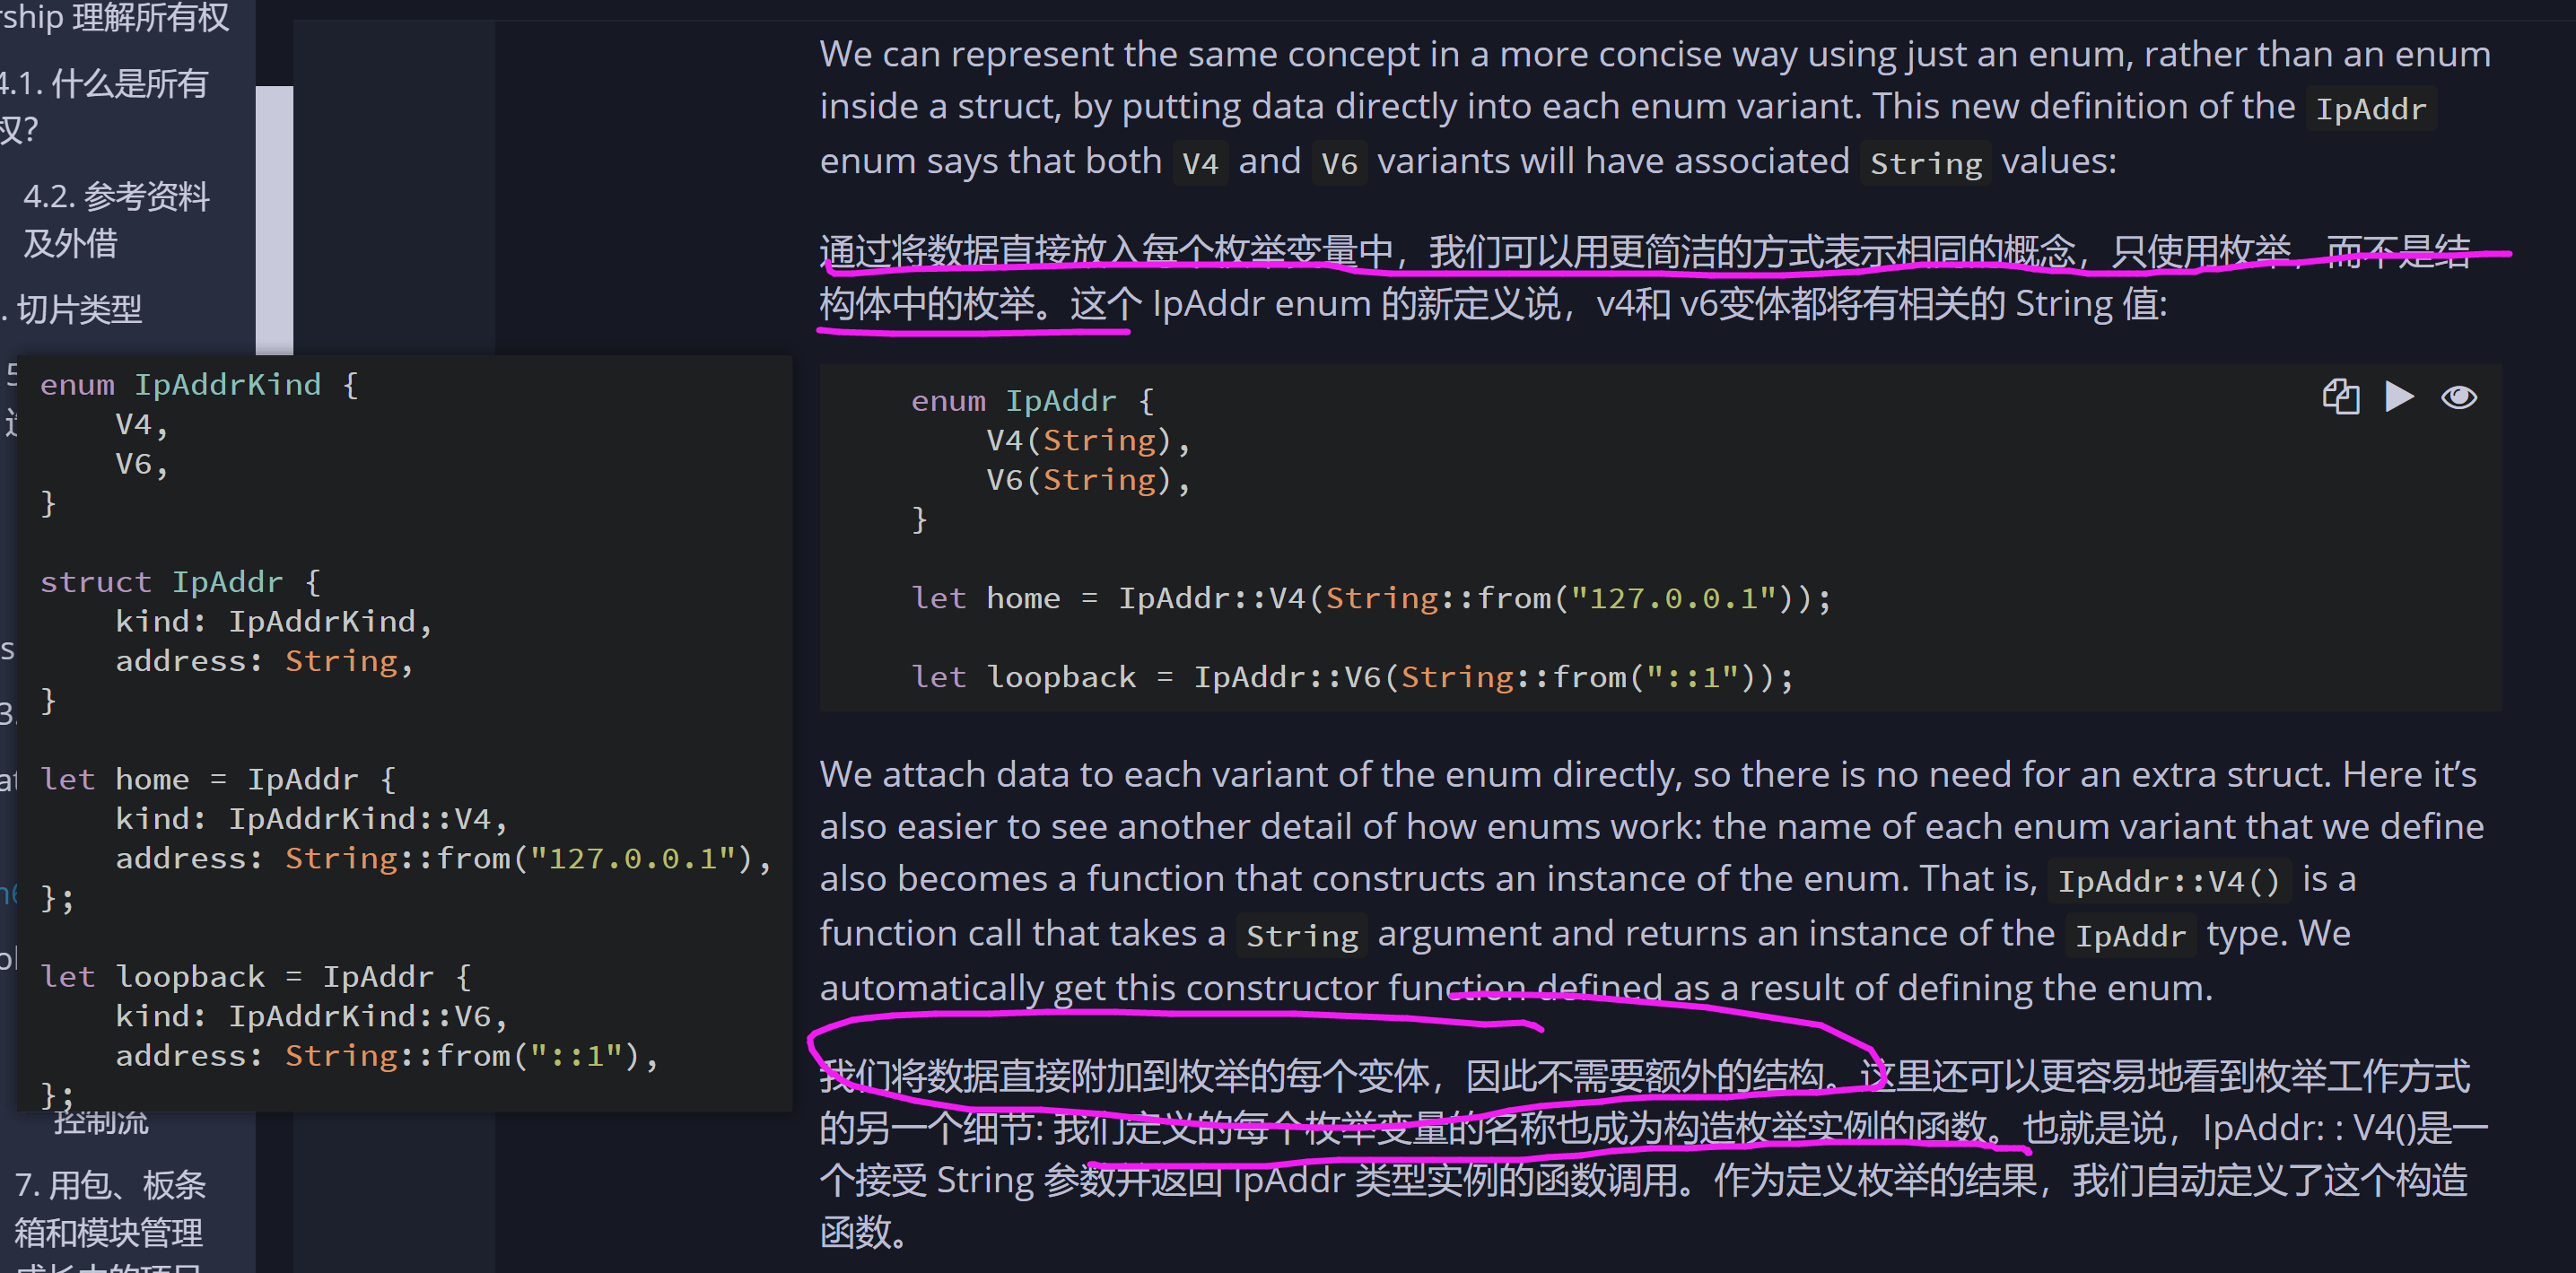 rship 理解所有权
4.1. 什么是所有
权?
4.2. 参考资料
及外借
. 切片类型
5
s
3.
控制流
7. 用包、板条
箱和模块管理
enum IpAddrKind {
    V4,
    V6,
}
struct IpAddr {
    kind: IpAddrKind,
    address: String,
}
let home = IpAddr {
    kind: IpAddrKind::V4,
    address: String::from("127.0.0.1"),
};
let loopback = IpAddr {
    kind: IpAddrKind::V6,
    address: String::from("::1"),
};
We can represent the same concept in a more concise way using just an enum, rather than an enum
inside a struct, by putting data directly into each enum variant. This new definition of the IpAddr
enum says that both V4 and V6 variants will have associated String values:
通过将数据直接放入每个枚举变量中，我们可以用更简洁的方式表示相同的概念，只使用枚举，而不是结
构体中的枚举。这个 IpAddr enum 的新定义说，v4和 v6变体都将有相关的 String 值:
enum IpAddr {
    V4(String),
    V6(String),
}
let home = IpAddr::V4(String::from("127.0.0.1"));
let loopback = IpAddr::V6(String::from("::1"));
We attach data to each variant of the enum directly, so there is no need for an extra struct. Here it’s
also easier to see another detail of how enums work: the name of each enum variant that we define
also becomes a function that constructs an instance of the enum. That is, IpAddr::V4() is a
function call that takes a String argument and returns an instance of the IpAddr type. We
automatically get this constructor function defined as a result of defining the enum.
我们将数据直接附加到枚举的每个变体，因此不需要额外的结构。这里还可以更容易地看到枚举工作方式
的另一个细节: 我们定义的每个枚举变量的名称也成为构造枚举实例的函数。也就是说，IpAddr: : V4()是一
个接受 String 参数并返回 IpAddr 类型实例的函数调用。作为定义枚举的结果，我们自动定义了这个构造
函数。